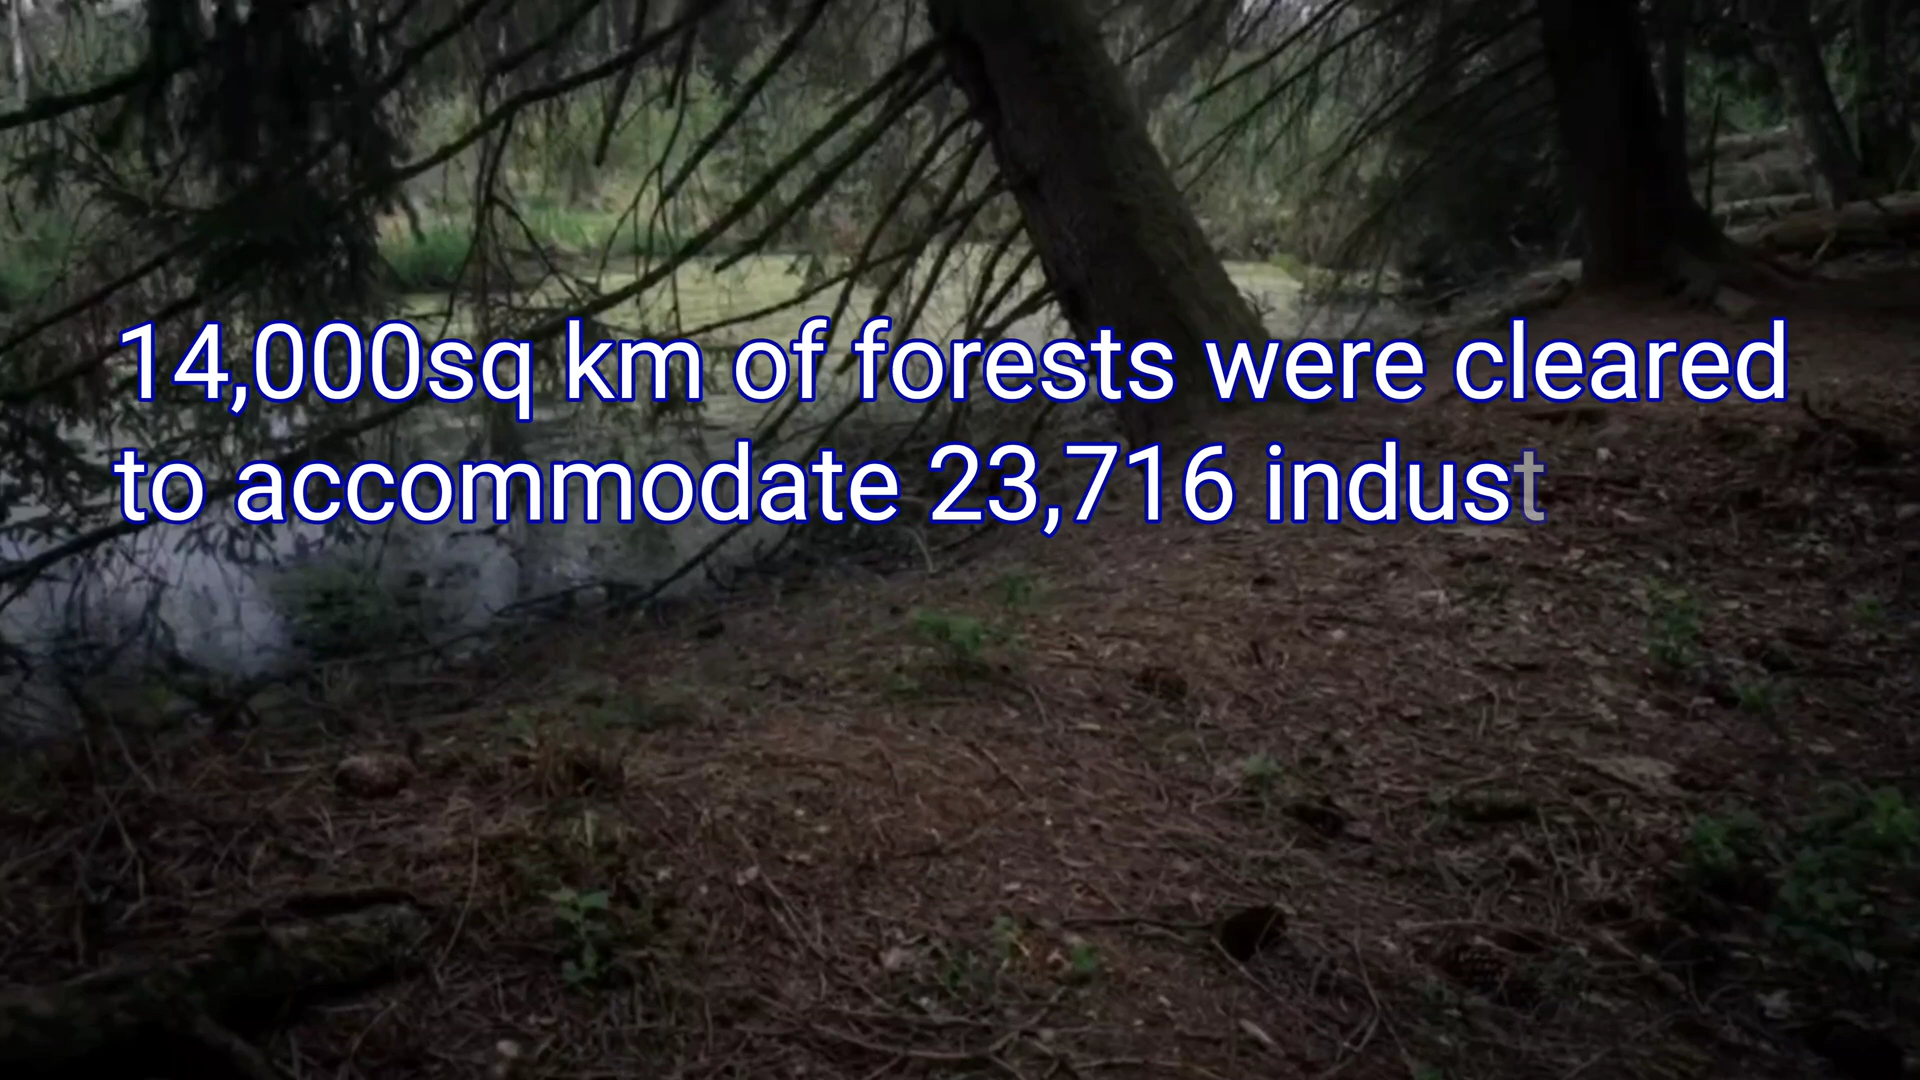 14,000sq km of forests were cleared
to accommodate 23,716 indust